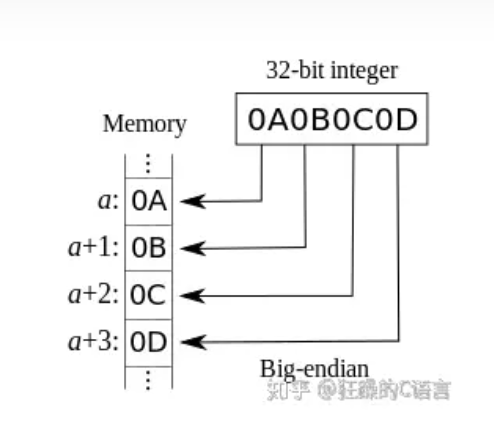 32-bit integer
0A0B0C0D
Memory
⋮
a: 0A
a+1: 0B
a+2: 0C
a+3: 0D
⋮
Big-endian
知乎 @狂躁的C语言